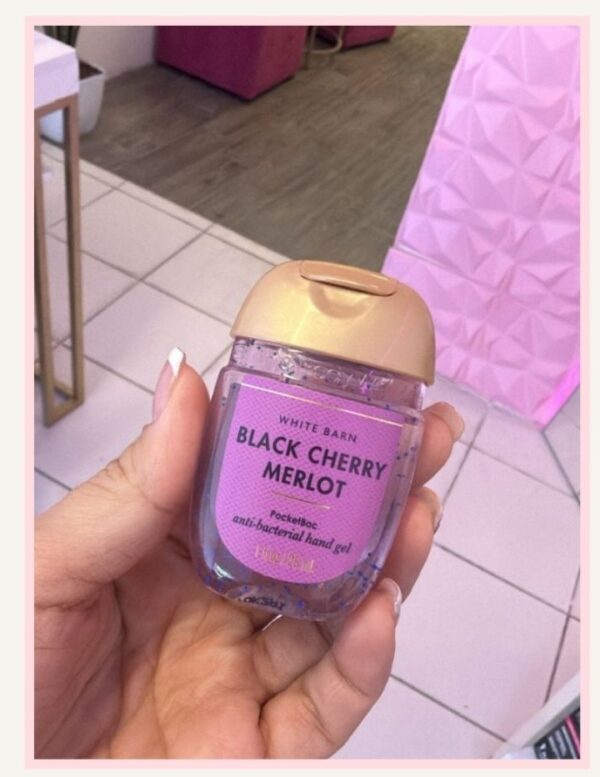 WHITE BARN
BLACK CHERRY
MERLOT
PocketBac
anti-bacterial hand gel